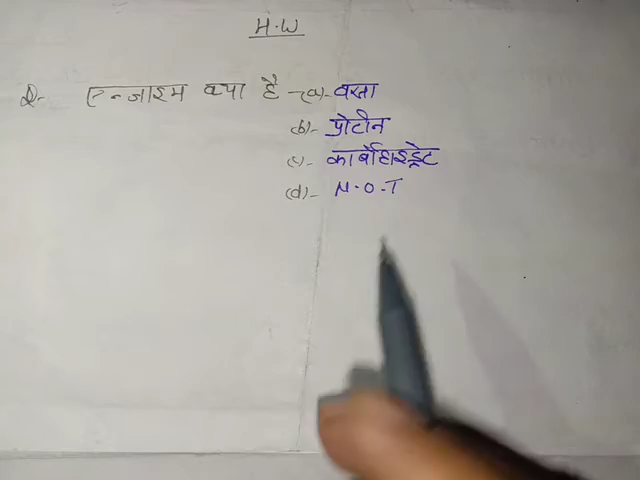 H.W
Q- एन्जाइम क्या है - (a)- वसा
(b)- प्रोटीन
(c)- कार्बोहाइड्रेट
(d)- N.O.T